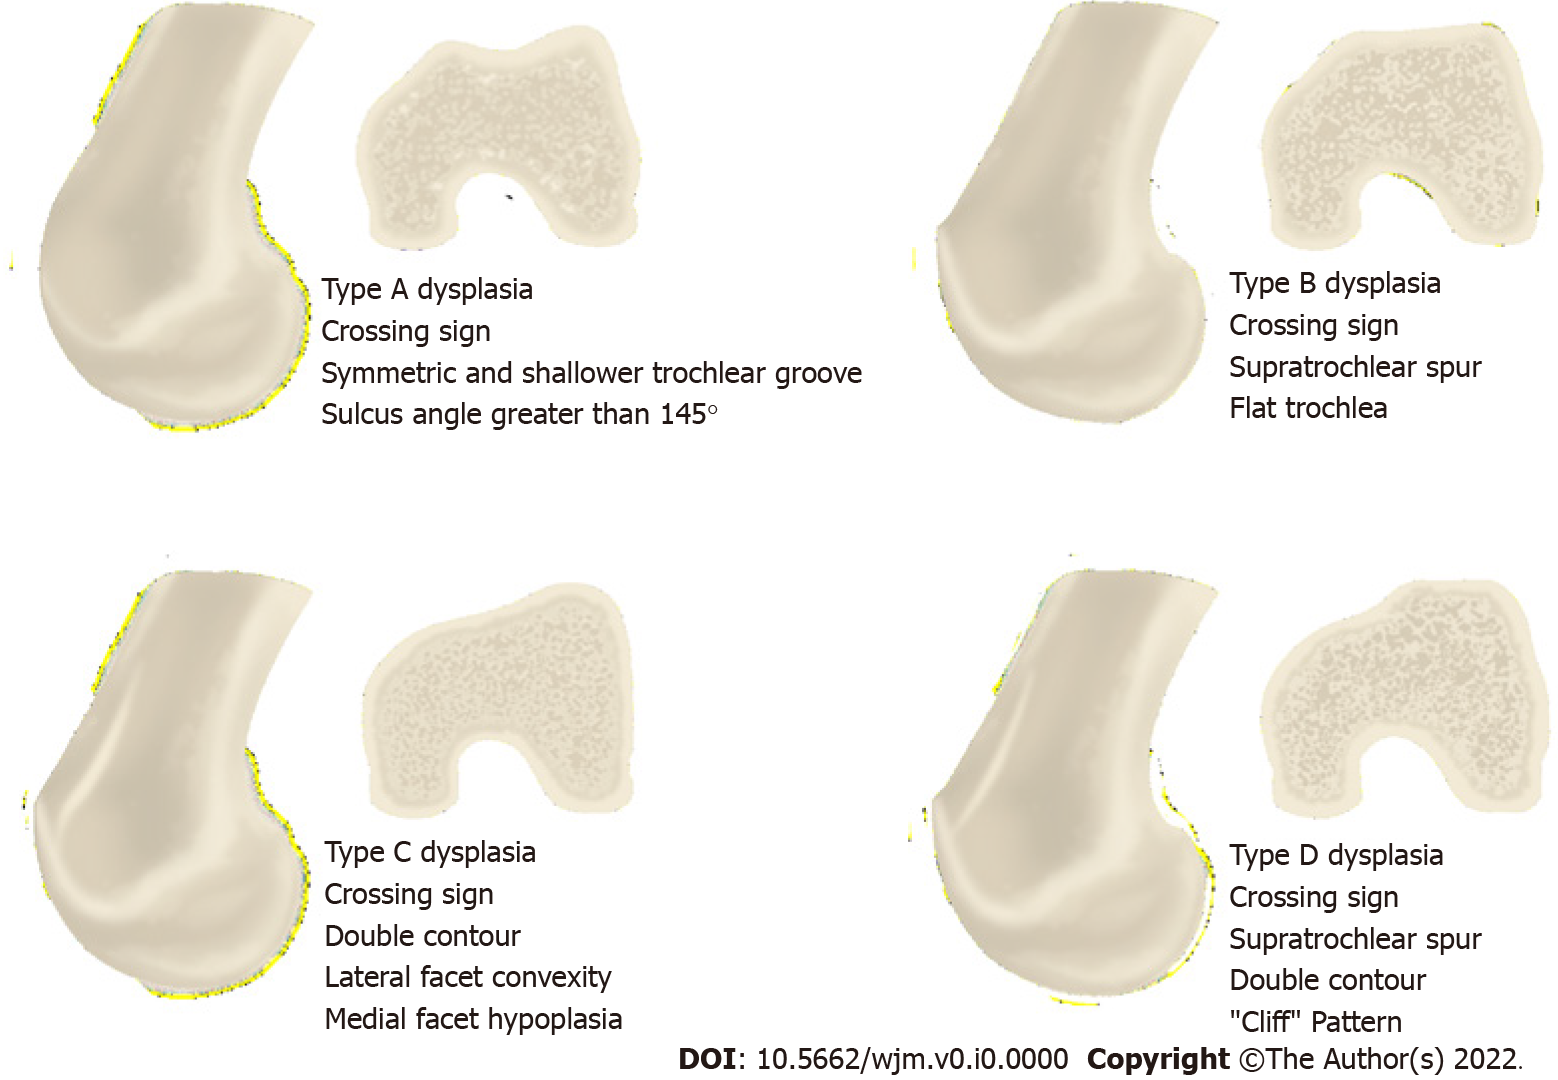 Type A dysplasia
Crossing sign
Symmetric and shallower trochlear groove
Sulcus angle greater than 145°
Type B dysplasia
Crossing sign
Supratrochlear spur
Flat trochlea
Type C dysplasia
Crossing sign
Double contour
Lateral facet convexity
Medial facet hypoplasia
Type D dysplasia
Crossing sign
Supratrochlear spur
Double contour
"Cliff" Pattern
DOI: 10.5662/wjm.v0.i0.0000 Copyright ©The Author(s) 2022.